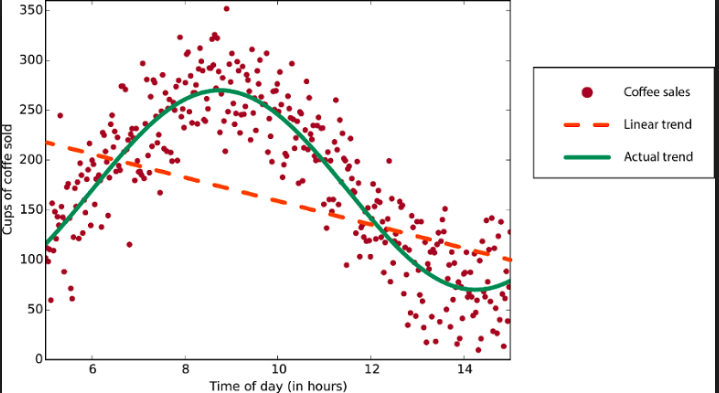 350
300
250
200
150
100
50
0
Cups of coffe sold
6 8 10 12 14
Time of day (in hours)
Coffee sales
Linear trend
Actual trend